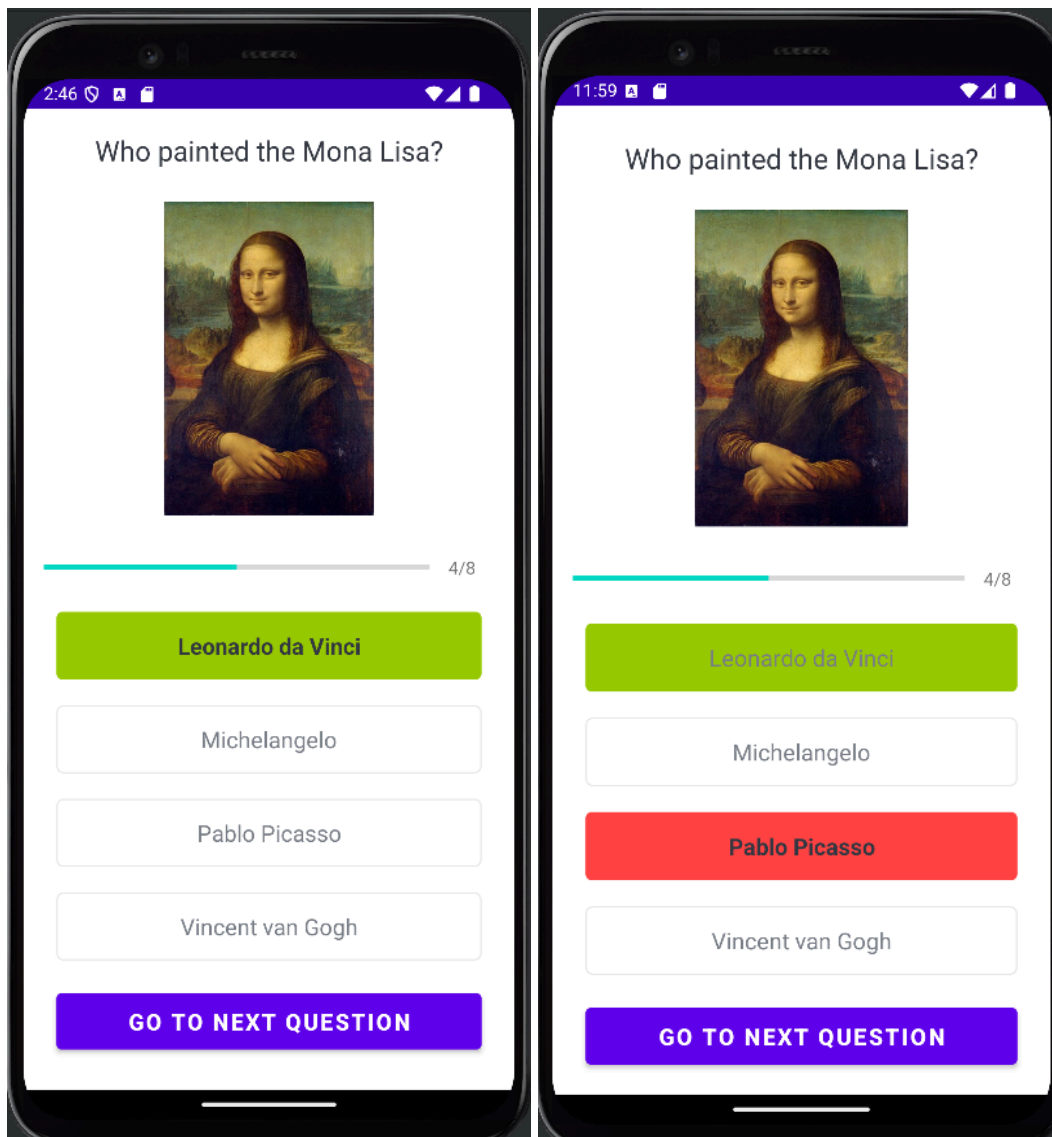 2:46
Who painted the Mona Lisa?
4/8
Leonardo da Vinci
Michelangelo
Pablo Picasso
Vincent van Gogh
GO TO NEXT QUESTION
11:59
Who painted the Mona Lisa?
4/8
Leonardo da Vinci
Michelangelo
Pablo Picasso
Vincent van Gogh
GO TO NEXT QUESTION